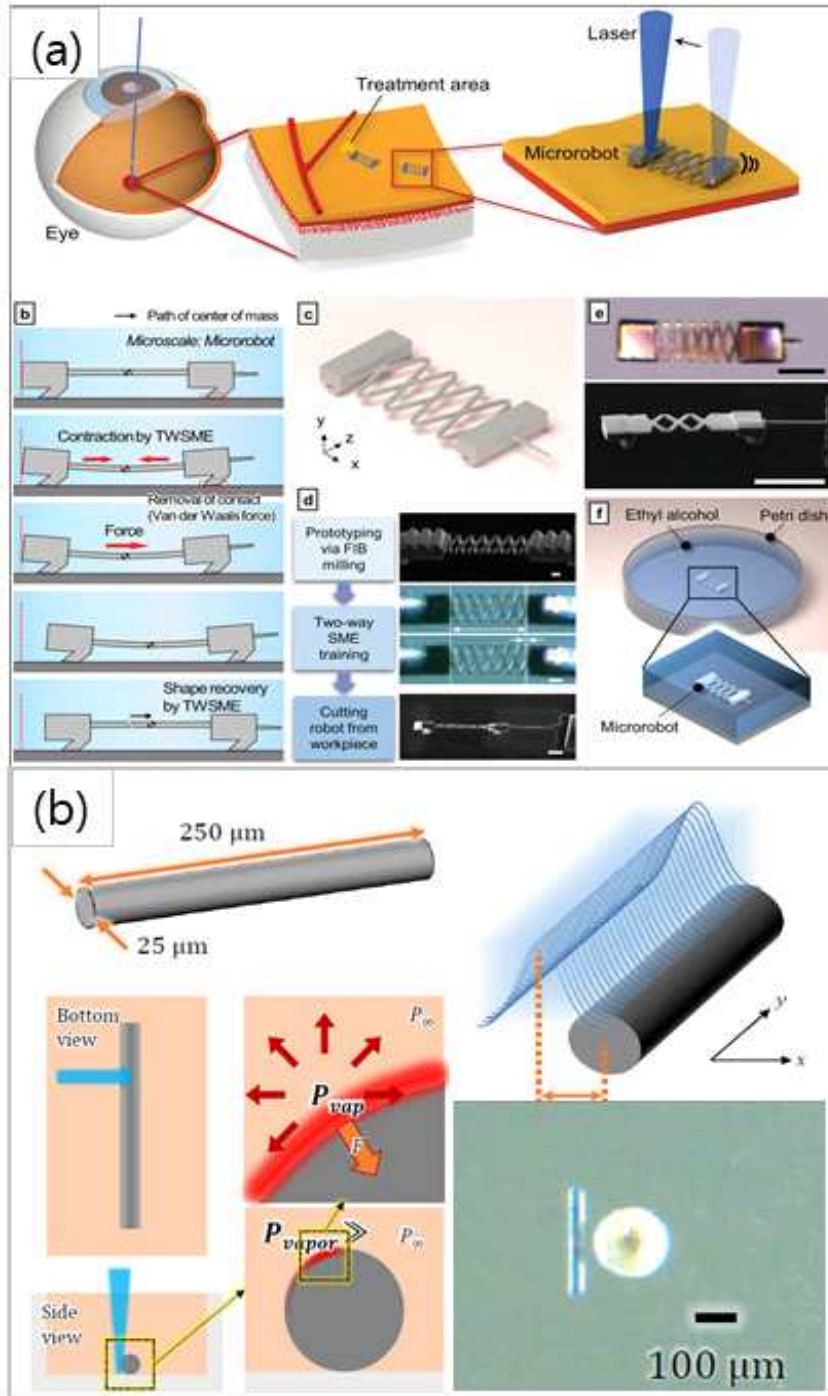 (a)
Laser
Treatment area
Microrobot
Eye
b
Path of center of mass
Microscale: Microrobot
Contraction by TWSME
Removal of contact
(Van der Waals force)
Force
Shape recovery
by TWSME
c
y
z
x
d
Prototyping
via FIB
milling
Two-way
SME
training
Cutting
robot from
workpiece
e
f
Ethyl alcohol
Petri dish
Microrobot
(b)
250 μm
25 μm
Bottom
view
P∞
Pvap
F
Pvapor
P∞
Side
view
y
x
100 μm